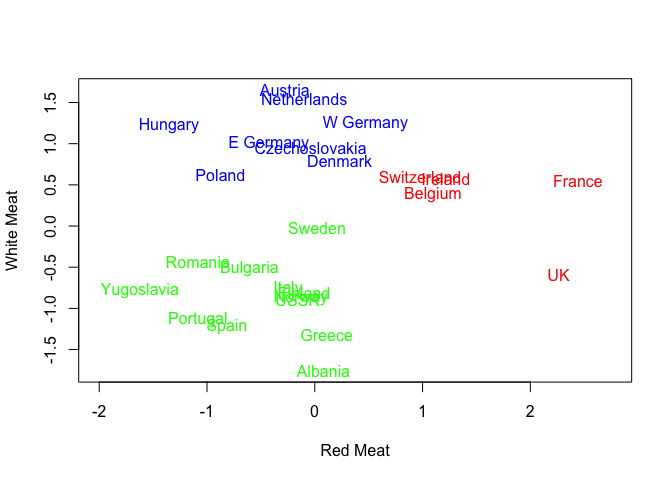 Austria
Netherlands
Hungary
W Germany
E Germany
Czechoslovakia
Denmark
Poland
Switzerland
Ireland
France
Belgium
Sweden
Romania
Bulgaria
UK
Italy
Yugoslavia
Finland
Norway
USSR
Portugal
Spain
Greece
Albania
1.5
1.0
0.5
0.0
-0.5
-1.0
-1.5
White Meat
-2
-1
0
1
2
Red Meat